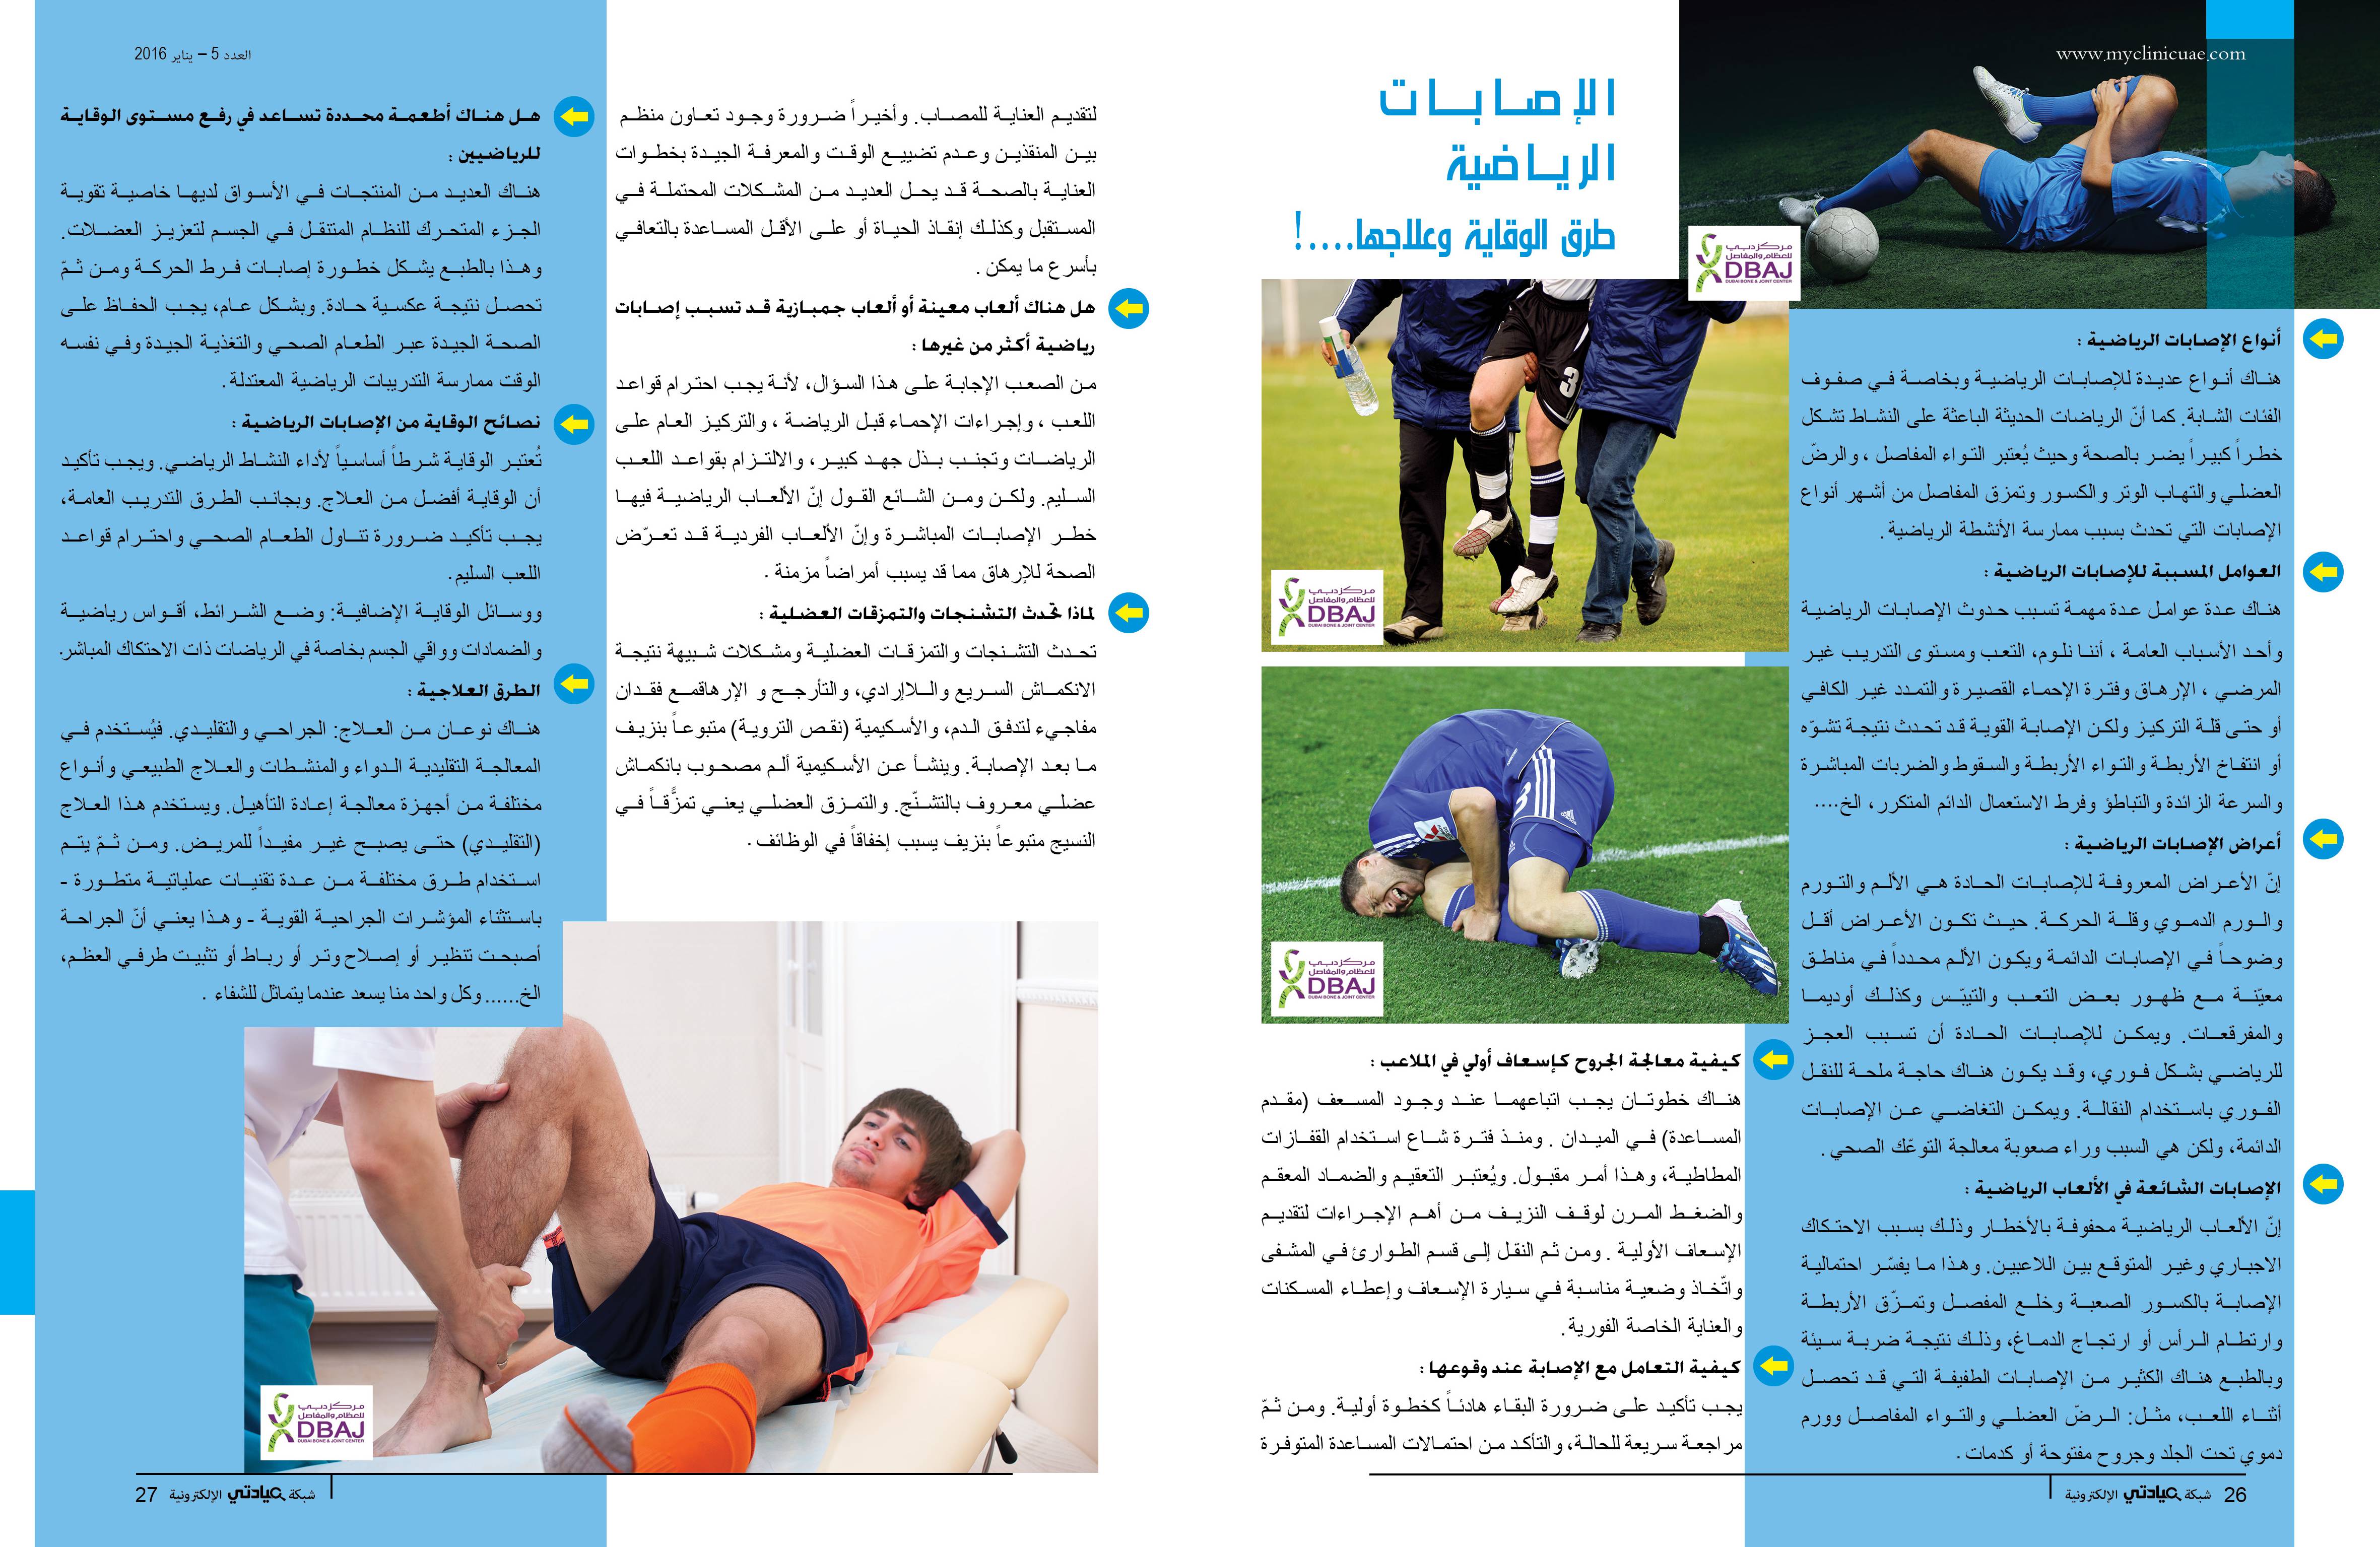 www.myclinicuae.com
الإصابات
الرياضية
طرق الوقاية وعلاجها....!
مركز دبي
للعظام والمفاصل
DBAJ
DUBAI BONE & JOINT CENTER
أنواع الإصابات الرياضية :
هناك أنواع عديدة للإصابات الرياضية وبخاصة في صفوف
الفئات الشابة. كما أنّ الرياضات الحديثة الباعثة على النشاط تشكل
خطراً كبيراً يضر بالصحة وحيث يُعتبر التواء المفاصل ، والرضّ
العضلي والتهاب الوتر والكسور وتمزق المفاصل من أشهر أنواع
الإصابات التي تحدث بسبب ممارسة الأنشطة الرياضية .
العوامل المسببة للإصابات الرياضية :
هناك عدة عوامل عدة مهمة تسبب حدوث الإصابات الرياضية
وأحد الأسباب العامة ، أننا نلوم، التعب ومستوى التدريب غير
المرضي ، الإرهاق وفترة الإحماء القصيرة والتمدد غير الكافي
أو حتى قلة التركيز ولكن الإصابة القوية قد تحدث نتيجة تشوّه
أو انتفاخ الأربطة والتواء الأربطة والسقوط والضربات المباشرة
والسرعة الزائدة والتباطؤ وفرط الاستعمال الدائم المتكرر، الخ....
أعراض الإصابات الرياضية :
إنّ الأعراض المعروفة للإصابات الحادة هي الألم والتورم
والورم الدموي وقلة الحركة. حيث تكون الأعراض أقل
وضوحاً في الإصابات الدائمة ويكون الألم محدداً في مناطق
معيّنة مع ظهور بعض التعب والتيبّس وكذلك أوديما
والمفرقعات. ويمكن للإصابات الحادة أن تسبب العجز
للرياضي بشكل فوري، وقد يكون هناك حاجة ملحة للنقل
الفوري باستخدام النقالة. ويمكن التغاضي عن الإصابات
الدائمة، ولكن هي السبب وراء صعوبة معالجة التوعّك الصحي .
الإصابات الشائعة في الألعاب الرياضية :
إنّ الألعاب الرياضية محفوفة بالأخطار وذلك بسبب الاحتكاك
الاجباري وغير المتوقع بين اللاعبين. وهذا ما يفسّر احتمالية
الإصابة بالكسور الصعبة وخلع المفصل وتمزّق الأربطة
وارتطام الرأس أو ارتجاج الدماغ، وذلك نتيجة ضربة سيئة
وبالطبع هناك الكثير من الإصابات الطفيفة التي قد تحصل
أثناء اللعب، مثل: الرضّ العضلي والتواء المفاصل وورم
دموي تحت الجلد وجروح مفتوحة أو كدمات .
3
مركز دبي
للعظام والمفاصل
DBAJ
DUBAI BONE & JOINT CENTER
مركز دبي
للعظام والمفاصل
DBAJ
DUBAI BONE & JOINT CENTER
كيفية معالجة الجروح كإسعاف أولي في الملاعب :
هناك خطوتان يجب اتباعهما عند وجود المسعف (مقدم
المساعدة) في الميدان . ومنذ فترة شاع استخدام القفازات
المطاطية، وهذا أمر مقبول. ويُعتبر التعقيم والضماد المعقم
والضغط المرن لوقف النزيف من أهم الإجراءات لتقديم
الإسعاف الأولية . ومن ثم النقل إلى قسم الطوارئ في المشفى
واتّخاذ وضعية مناسبة في سيارة الإسعاف وإعطاء المسكنات
والعناية الخاصة الفورية.
كيفية التعامل مع الإصابة عند وقوعها :
يجب تأكيد على ضرورة البقاء هادئاً كخطوة أولية. ومن ثمّ
مراجعة سريعة للحالة، والتأكد من احتمالات المساعدة المتوفرة
26 شبكة عيادتي الإلكترونية
العدد 5 – يناير 2016
لتقديم العناية للمصاب. وأخيراً ضرورة وجود تعاون منظم
بين المنقذين وعدم تضييع الوقت والمعرفة الجيدة بخطوات
العناية بالصحة قد يحل العديد من المشكلات المحتملة في
المستقبل وكذلك إنقاذ الحياة أو على الأقل المساعدة بالتعافي
بأسرع ما يمكن .
هل هناك ألعاب معينة أو ألعاب جمبازية قد تسبب إصابات
رياضية أكثر من غيرها :
من الصعب الإجابة على هذا السؤال، لأنة يجب احترام قواعد
اللعب ، وإجراءات الإحماء قبل الرياضة ، والتركيز العام على
الرياضات وتجنب بذل جهد كبير، والالتزام بقواعد اللعب
السليم. ولكن ومن الشائع القول إنّ الألعاب الرياضية فيها
خطر الإصابات المباشرة وإنّ الألعاب الفردية قد تعرّض
الصحة للإرهاق مما قد يسبب أمراضاً مزمنة .
لماذا تحدث التشنجات والتمزقات العضلية :
تحدث التشنجات والتمزقات العضلية ومشكلات شبيهة نتيجة
الانكماش السريع واللاإرادي، والتأرجح و الإرهاقمع فقدان
مفاجيء لتدفق الدم، والأسكيمية (نقص التروية) متبوعاً بنزيف
ما بعد الإصابة. وينشأ عن الأسكيمية ألم مصحوب بانكماش
عضلي معروف بالتشنّج. والتمزق العضلي يعني تمزُّقاً في
النسيج متبوعاً بنزيف يسبب إخفاقاً في الوظائف .
هل هناك أطعمة محددة تساعد في رفع مستوى الوقاية
للرياضيين :
هناك العديد من المنتجات في الأسواق لديها خاصية تقوية
الجزء المتحرك للنظام المتنقل في الجسم لتعزيز العضلات.
وهذا بالطبع يشكل خطورة إصابات فرط الحركة ومن ثمّ
تحصل نتيجة عكسية حادة. وبشكل عام، يجب الحفاظ على
الصحة الجيدة عبر الطعام الصحي والتغذية الجيدة وفي نفسه
الوقت ممارسة التدريبات الرياضية المعتدلة.
نصائح الوقاية من الإصابات الرياضية :
تُعتبر الوقاية شرطاً أساسياً لأداء النشاط الرياضي. ويجب تأكيد
أن الوقاية أفضل من العلاج. وبجانب الطرق التدريب العامة،
يجب تأكيد ضرورة تناول الطعام الصحي واحترام قواعد
اللعب السليم.
ووسائل الوقاية الإضافية: وضع الشرائط، أقواس رياضية
والضمادات وواقي الجسم بخاصة في الرياضات ذات الاحتكاك المباشر.
الطرق العلاجية :
هناك نوعان من العلاج: الجراحي والتقليدي. فيُستخدم في
المعالجة التقليدية الدواء والمنشطات والعلاج الطبيعي وأنواع
مختلفة من أجهزة معالجة إعادة التأهيل. ويستخدم هذا العلاج
(التقليدي) حتى يصبح غير مفيداً للمريض. ومن ثمّ يتم
استخدام طرق مختلفة من عدة تقنيات عملياتية متطورة -
باستثناء المؤشرات الجراحية القوية - وهذا يعني أنّ الجراحة
أصبحت تنظير أو إصلاح وتر أو رباط أو تثبيت طرفي العظم،
الخ...... وكل واحد منا يسعد عندما يتماثل للشفاء .
مركز دبي
للعظام والمفاصل
DBAJ
DUBAI BONE & JOINT CENTER
شبكة عيادتي الإلكترونية 27